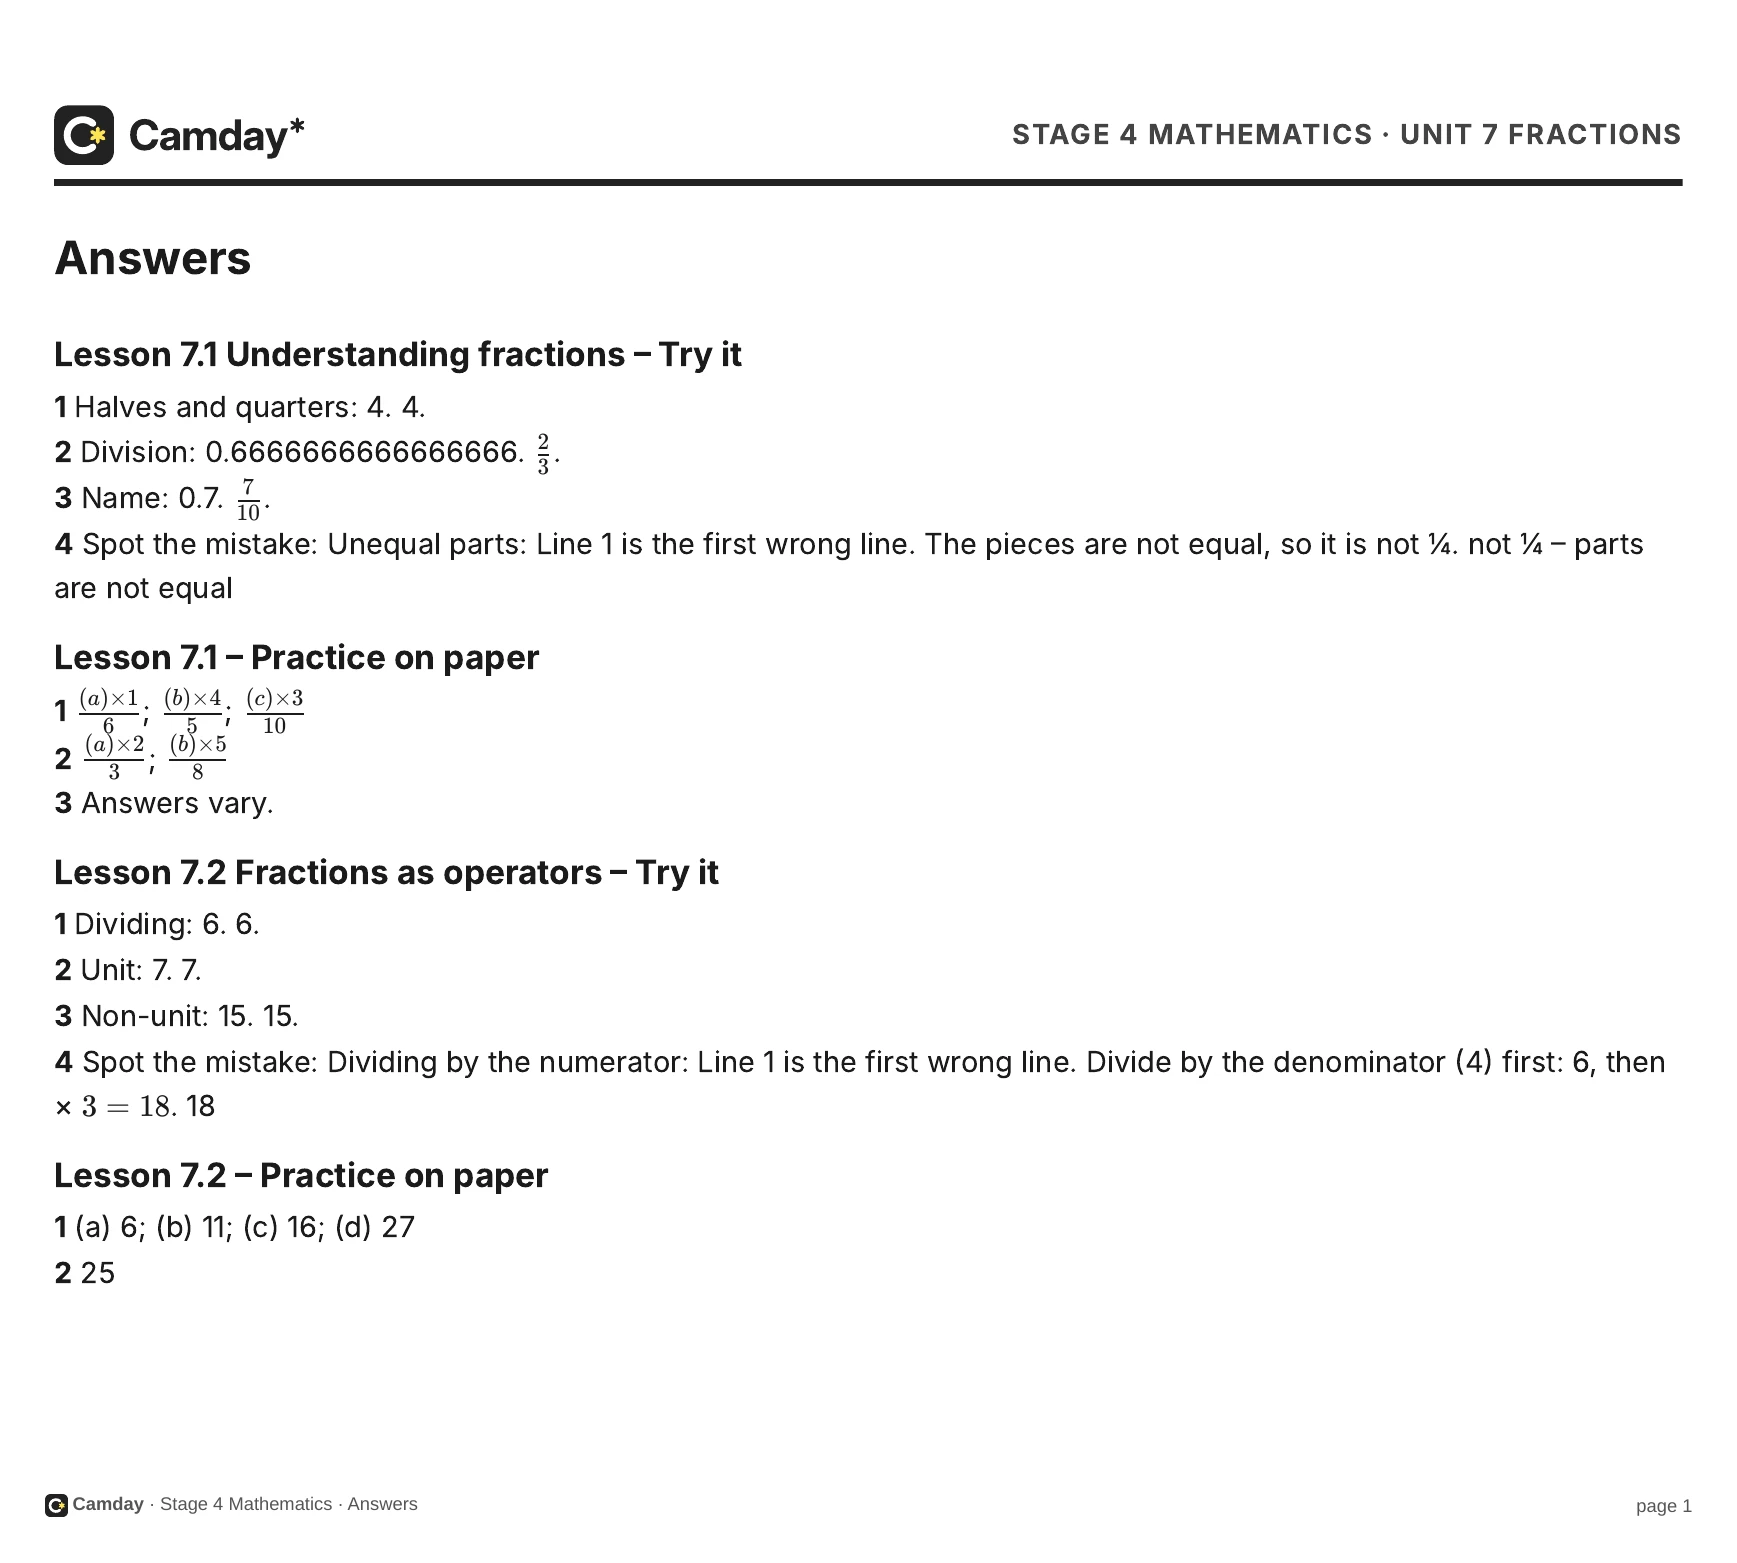 Camday*
STAGE 4 MATHEMATICS · UNIT 7 FRACTIONS
Answers
Lesson 7.1 Understanding fractions – Try it
1 Halves and quarters: 4. 4.
2 Division: 0.6666666666666666. 2/3.
3 Name: 0.7. 7/10.
4 Spot the mistake: Unequal parts: Line 1 is the first wrong line. The pieces are not equal, so it is not ¼. not ¼ – parts
are not equal
Lesson 7.1 – Practice on paper
1 (a)×1/6; (b)×4/5; (c)×3/10
2 (a)×2/3; (b)×5/8
3 Answers vary.
Lesson 7.2 Fractions as operators – Try it
1 Dividing: 6. 6.
2 Unit: 7. 7.
3 Non-unit: 15. 15.
4 Spot the mistake: Dividing by the numerator: Line 1 is the first wrong line. Divide by the denominator (4) first: 6, then
× 3 = 18. 18
Lesson 7.2 – Practice on paper
1 (a) 6; (b) 11; (c) 16; (d) 27
2 25
Camday · Stage 4 Mathematics · Answers
page 1